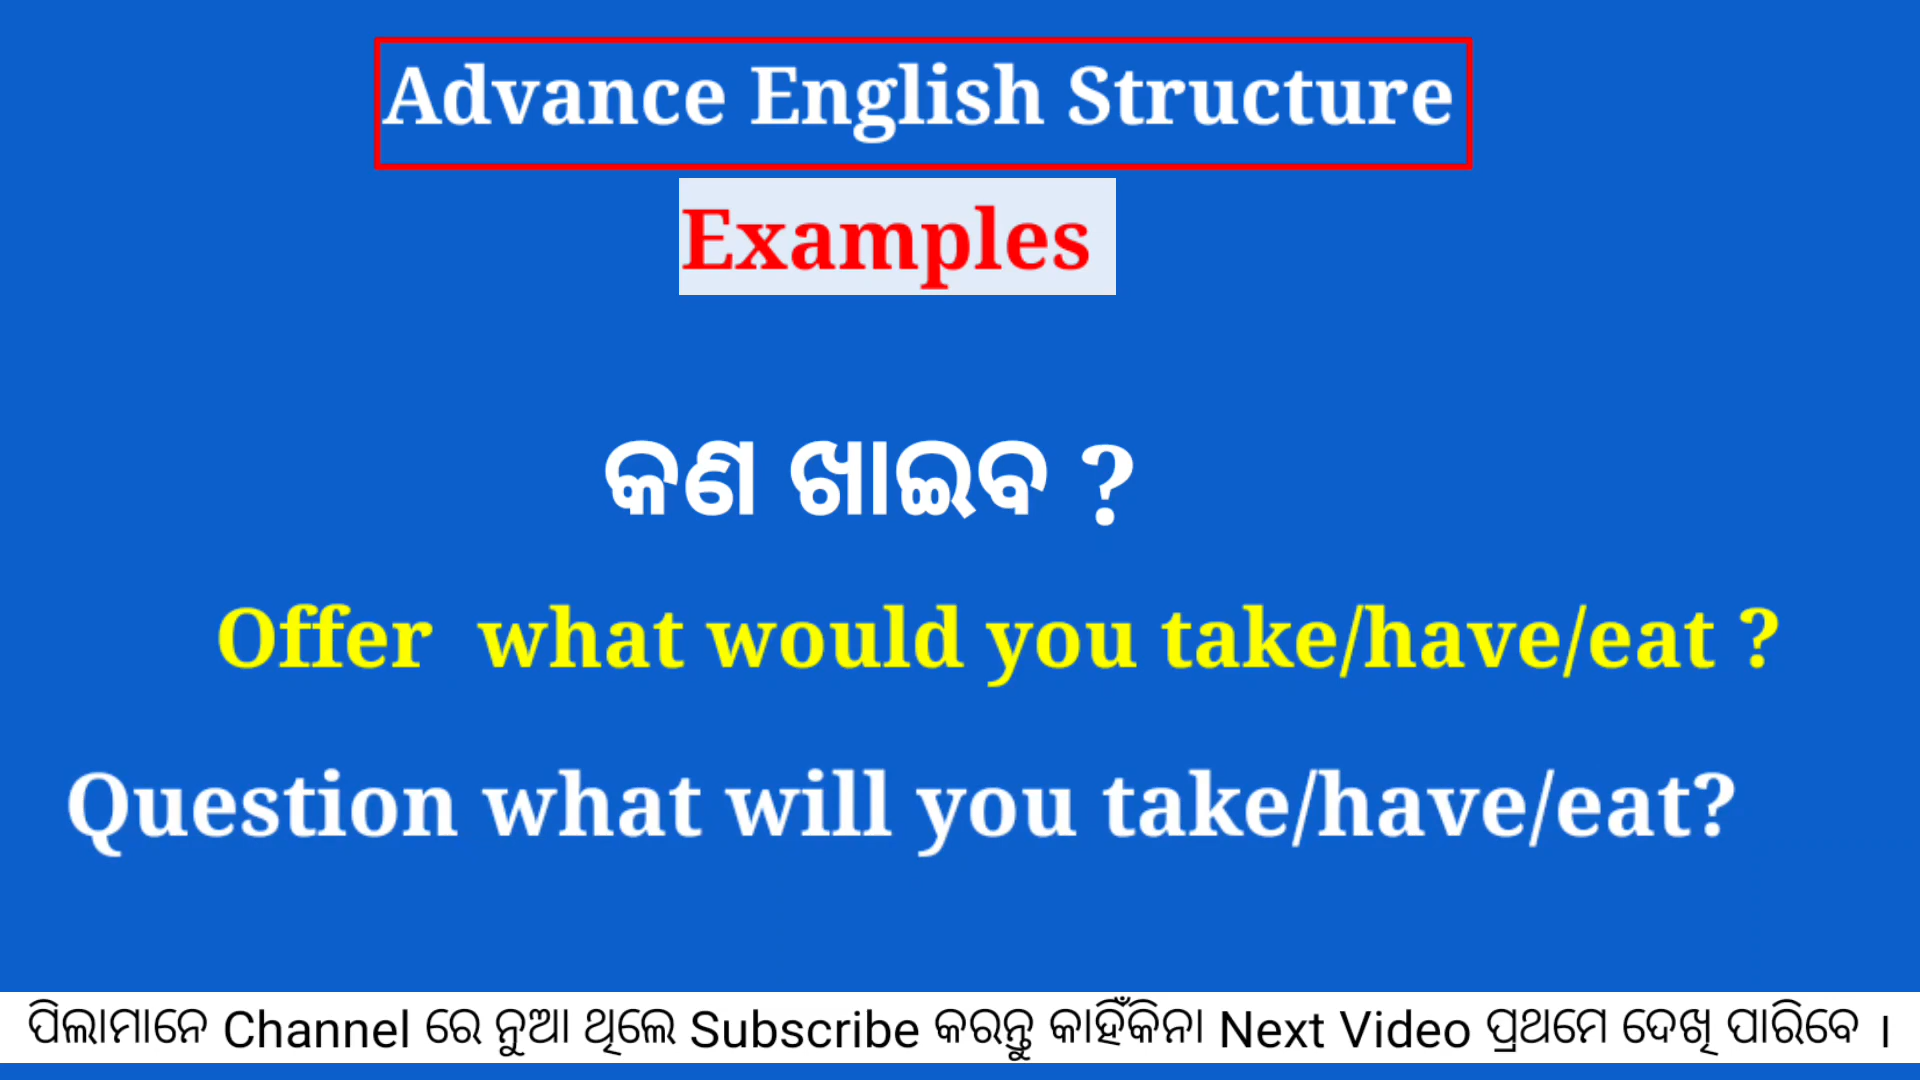 Advance English Structure
Examples
କଣ ଖାଇବ ?
Offer what would you take/have/eat ?
Question what will you take/have/eat?
ପିଲାମାନେ Channel ରେ ନୁଆ ଥିଲେ Subscribe କରନ୍ତୁ କାହିଁକିନା Next Video ପ୍ରଥମେ ଦେଖି ପାରିବେ ।